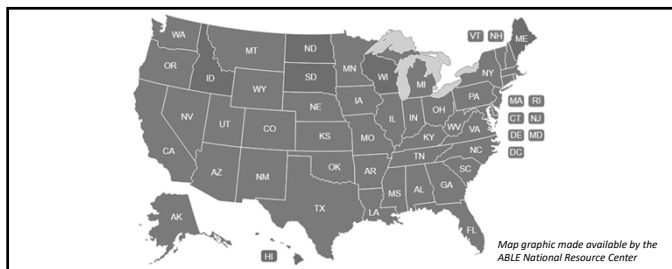 WA
MT
ND
MN
VT NH
ME
OR
ID
SD
WI
MI
NY
WY
IA
NE
PA
MA RI
NV
UT
CO
IL
IN
OH
CT NJ
WV
VA
DE MD
KS
MO
KY
CA
DC
NC
TN
AZ
NM
OK
AR
SC
MS
AL
GA
AK
TX
LA
FL
HI
Map graphic made available by the
ABLE National Resource Center